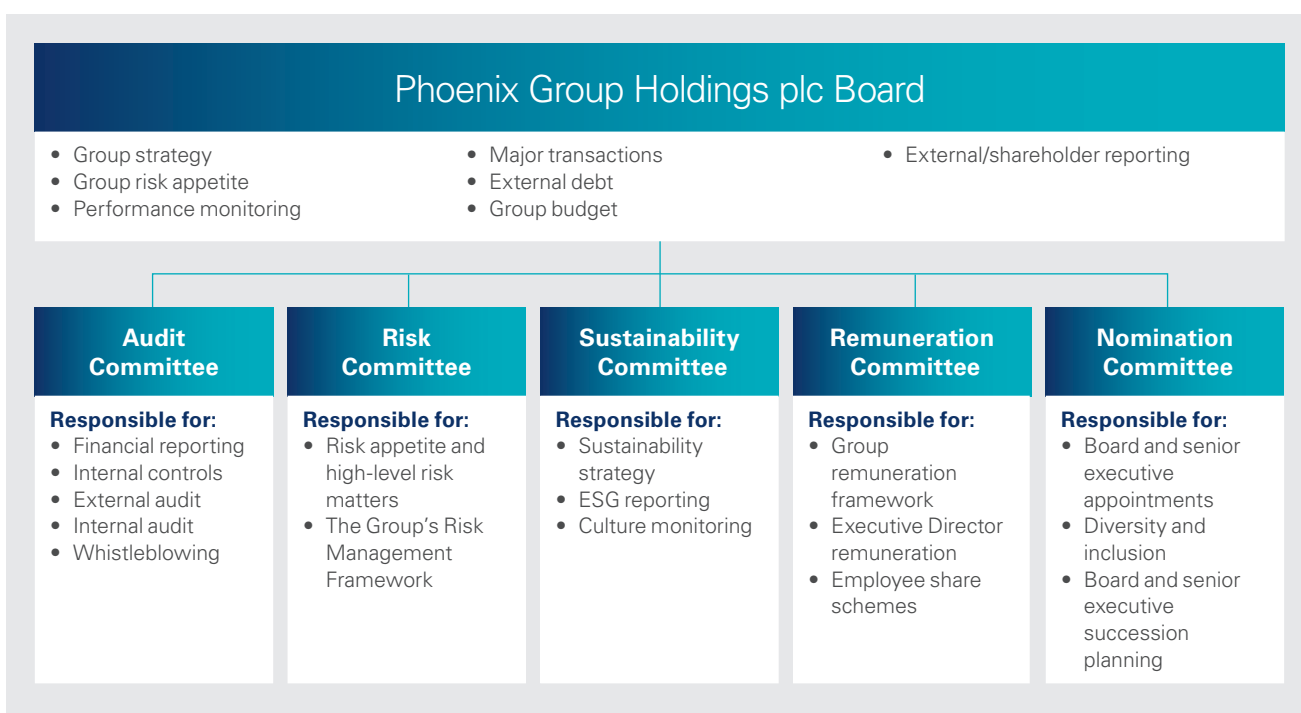 Phoenix Group Holdings plc Board
• Group strategy
• Group risk appetite
• Performance monitoring
• Major transactions
• External debt
• Group budget
• External/shareholder reporting
Audit
Committee
Responsible for:
• Financial reporting
• Internal controls
• External audit
• Internal audit
• Whistleblowing
Risk
Committee
Responsible for:
• Risk appetite and
high-level risk
matters
• The Group's Risk
Management
Framework
Sustainability
Committee
Responsible for:
• Sustainability
strategy
• ESG reporting
• Culture monitoring
Remuneration
Committee
Responsible for:
• Group
remuneration
framework
• Executive Director
remuneration
• Employee share
schemes
Nomination
Committee
Responsible for:
• Board and senior
executive
appointments
• Diversity and
inclusion
• Board and senior
executive
succession
planning